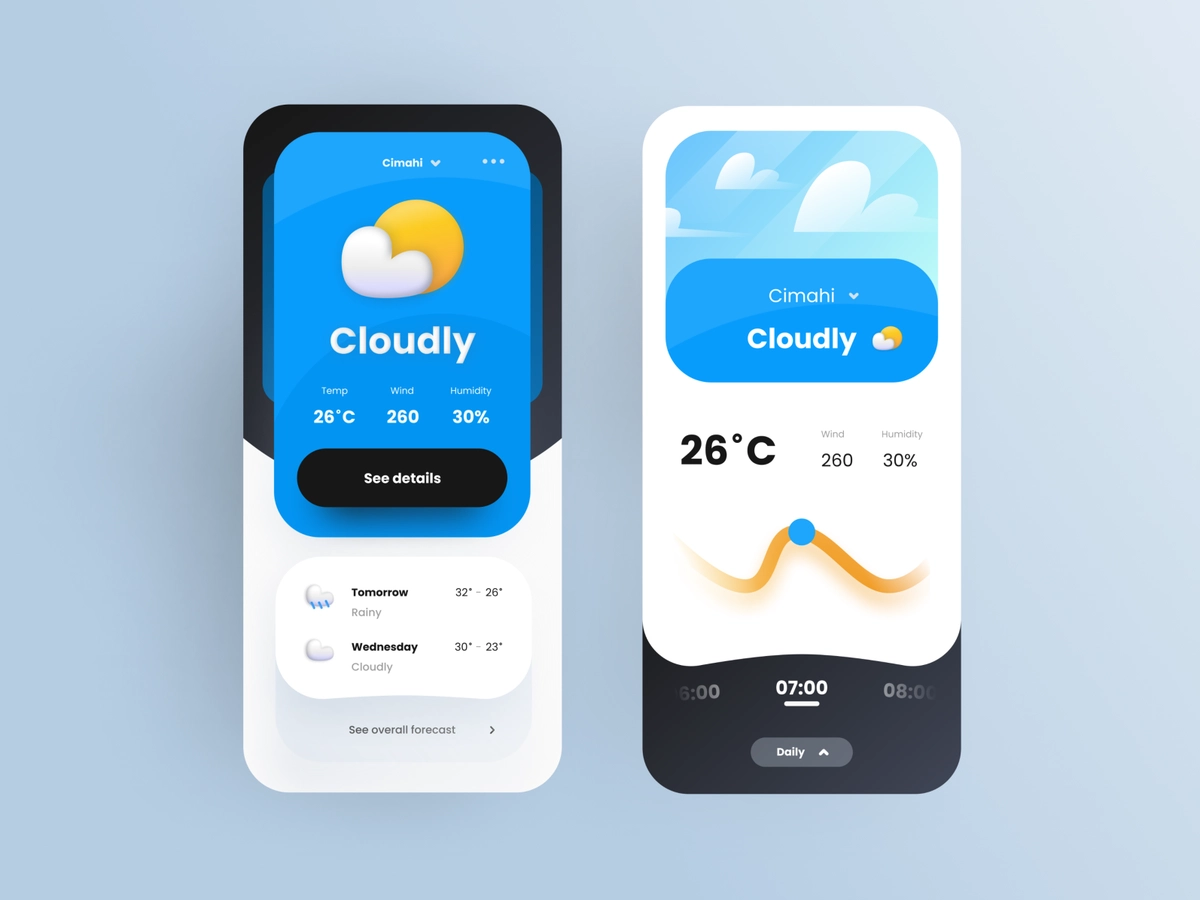 Cimahi
Cloudly
Temp Wind Humidity
26°C 260 30%
See details
Tomorrow 32° - 26°
Rainy
Wednesday 30° - 23°
Cloudly
See overall forecast
Cimahi
Cloudly
Wind Humidity
26°C 260 30%
6:00 07:00 08:00
Daily